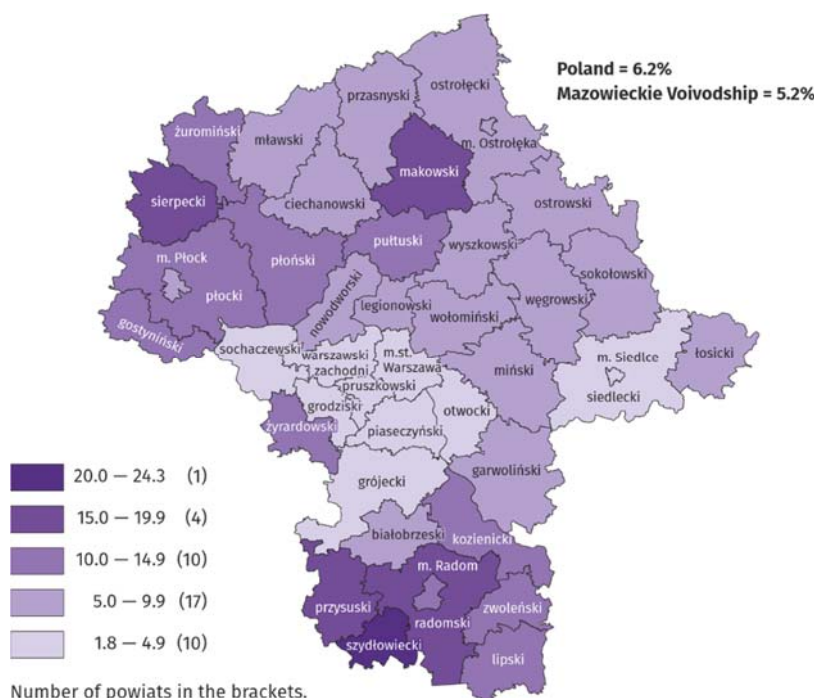 Poland = 6.2%
Mazowieckie Voivodship = 5.2%
ostrołęcki
przasnyski
żuromiński
mławski
m. Ostrołęka
makowski
sierpecki
ciechanowski
ostrowski
pułtuski
wyszkowski
m. Płock
płoński
sokołowski
płocki
nowodworski
legionowski
wołomiński
węgrowski
gostyniński
sochaczewski
warszawski
zachodni
m.st.
Warszawa
m. Siedlce
łosicki
miński
pruszkowski
siedlecki
grodziski
otwocki
żyrardowski
piaseczyński
garwoliński
grójecki
białobrzeski
kozienicki
m. Radom
przysuski
zwoleński
radomski
szydłowiecki
lipski
20.0 — 24.3 (1)
15.0 — 19.9 (4)
10.0 — 14.9 (10)
5.0 — 9.9 (17)
1.8 — 4.9 (10)
Number of powiats in the brackets.